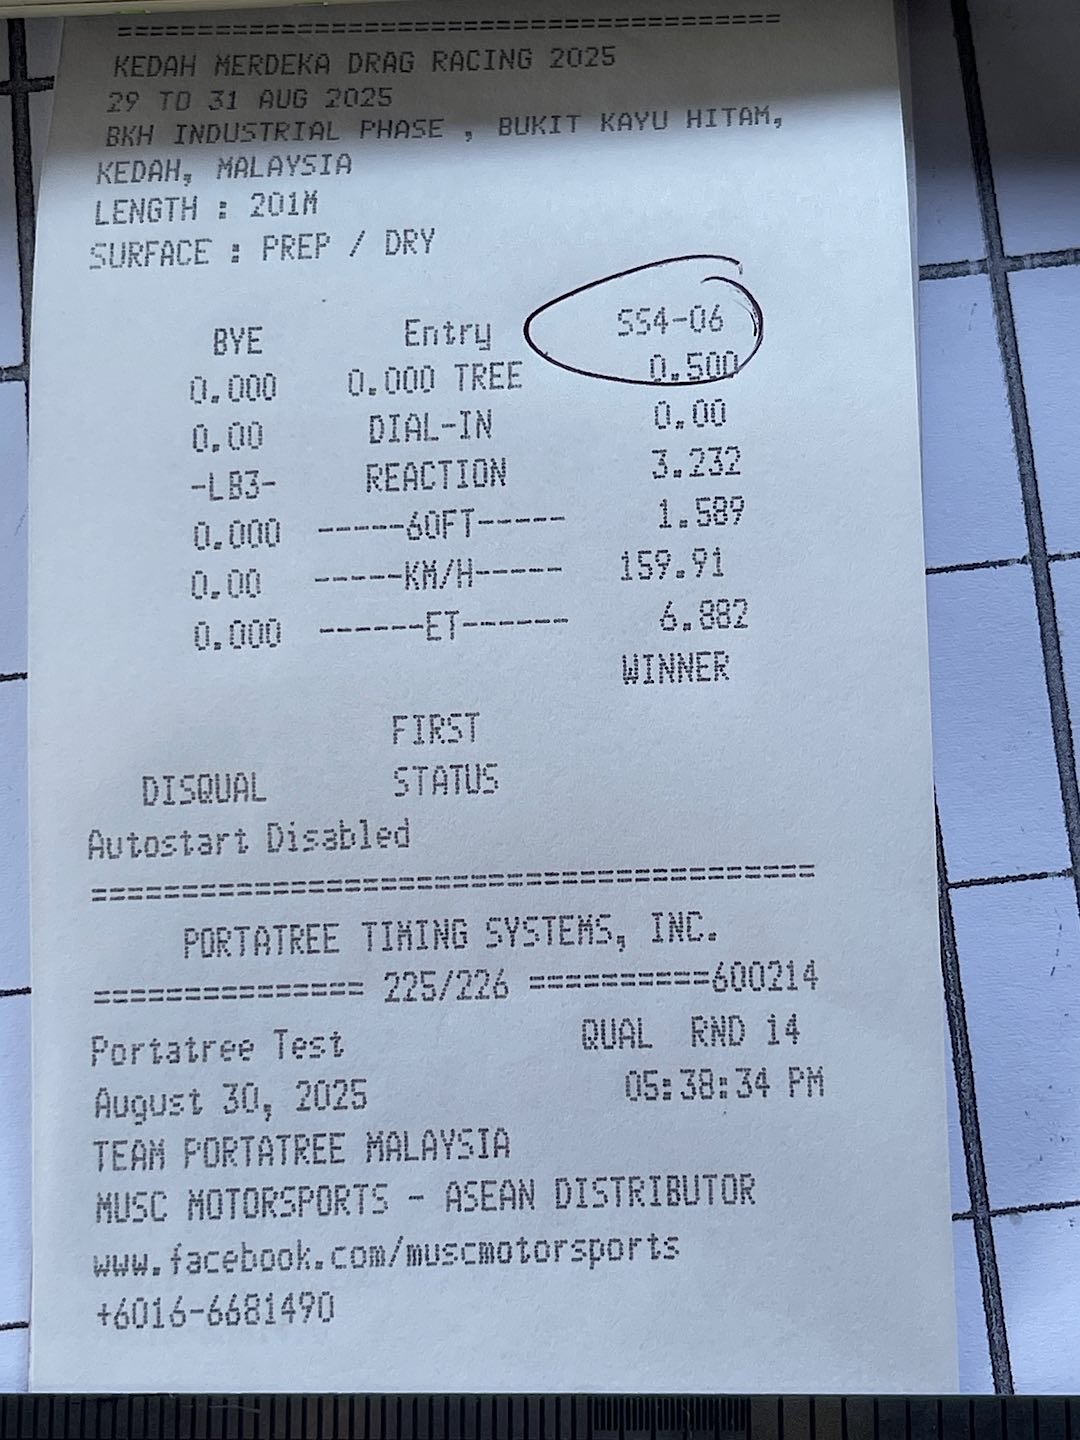 =======================================
KEDAH MERDEKA DRAG RACING 2025
29 TO 31 AUG 2025
BKH INDUSTRIAL PHASE , BUKIT KAYU HITAM,
KEDAH, MALAYSIA
LENGTH : 201M
SURFACE : PREP / DRY
BYE Entry SS4-06
0.000 0.000 TREE 0.500
0.00 DIAL-IN 0.00
-LB3- REACTION 3.232
0.000 -----60FT----- 1.589
0.00 -----KM/H----- 159.91
0.000 ------ET------ 6.882
WINNER
FIRST
DISQUAL STATUS
Autostart Disabled
========================================
PORTATREE TIMING SYSTEMS, INC.
=============== 225/226 ==========600214
Portatree Test QUAL RND 14
August 30, 2025 05:38:34 PM
TEAM PORTATREE MALAYSIA
MUSC MOTORSPORTS - ASEAN DISTRIBUTOR
www.facebook.com/muscmotorsports
+6016-6681490